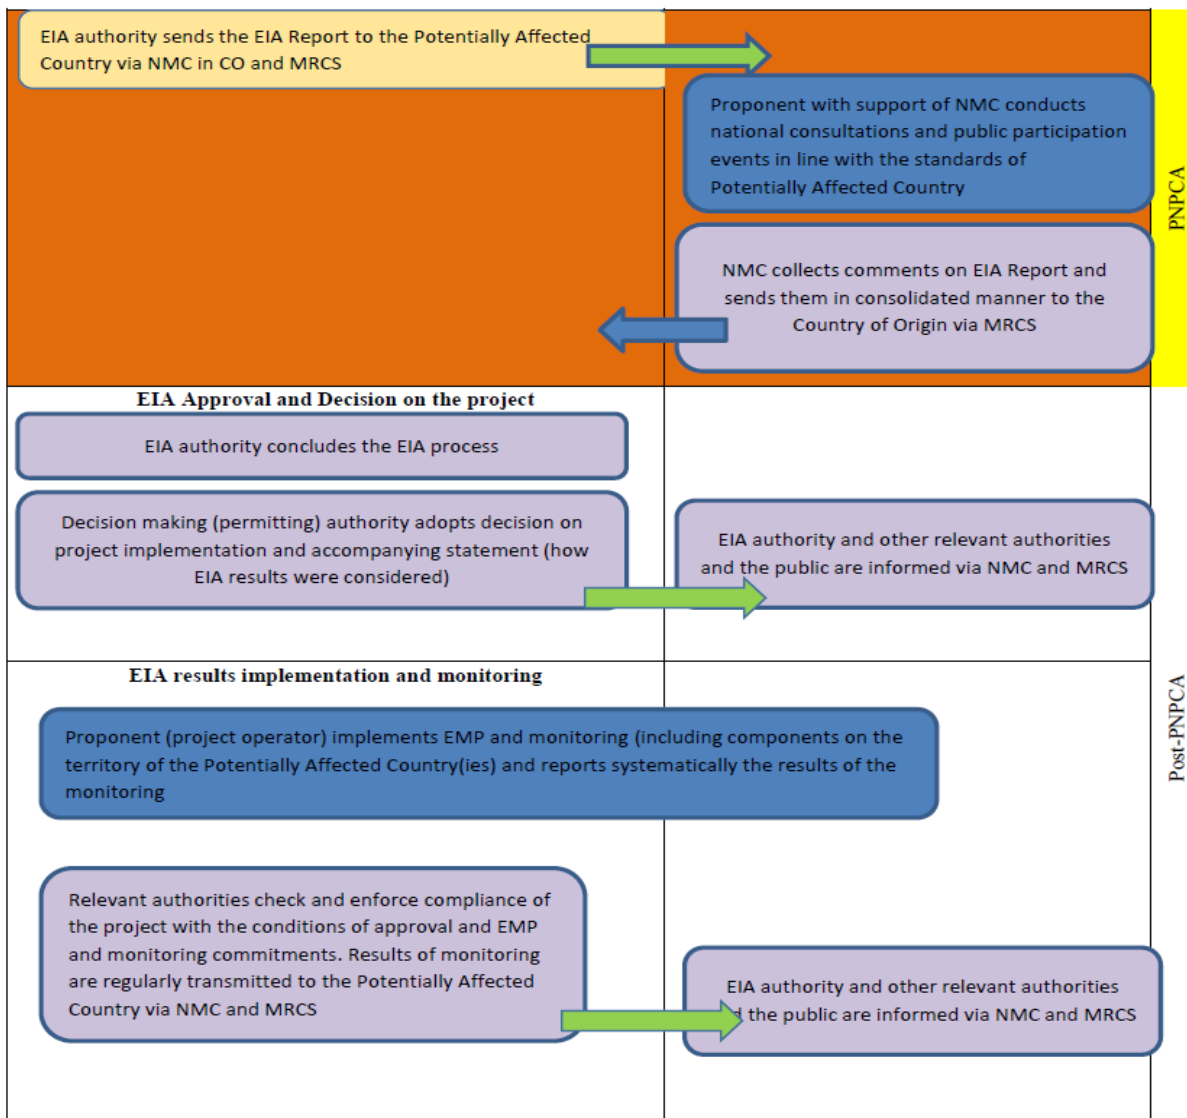 EIA authority sends the EIA Report to the Potentially Affected
Country via NMC in CO and MRCS
Proponent with support of NMC conducts
national consultations and public participation
events in line with the standards of
Potentially Affected Country
PNPCA
NMC collects comments on EIA Report and
sends them in consolidated manner to the
Country of Origin via MRCS
EIA Approval and Decision on the project
EIA authority concludes the EIA process
Decision making (permitting) authority adopts decision on
project implementation and accompanying statement (how
EIA results were considered)
EIA authority and other relevant authorities
and the public are informed via NMC and MRCS
EIA results implementation and monitoring
Post-PNPCA
Proponent (project operator) implements EMP and monitoring (including components on the
territory of the Potentially Affected Country(ies) and reports systematically the results of the
monitoring
Relevant authorities check and enforce compliance of
the project with the conditions of approval and EMP
and monitoring commitments. Results of monitoring
are regularly transmitted to the Potentially Affected
Country via NMC and MRCS
EIA authority and other relevant authorities
the public are informed via NMC and MRCS